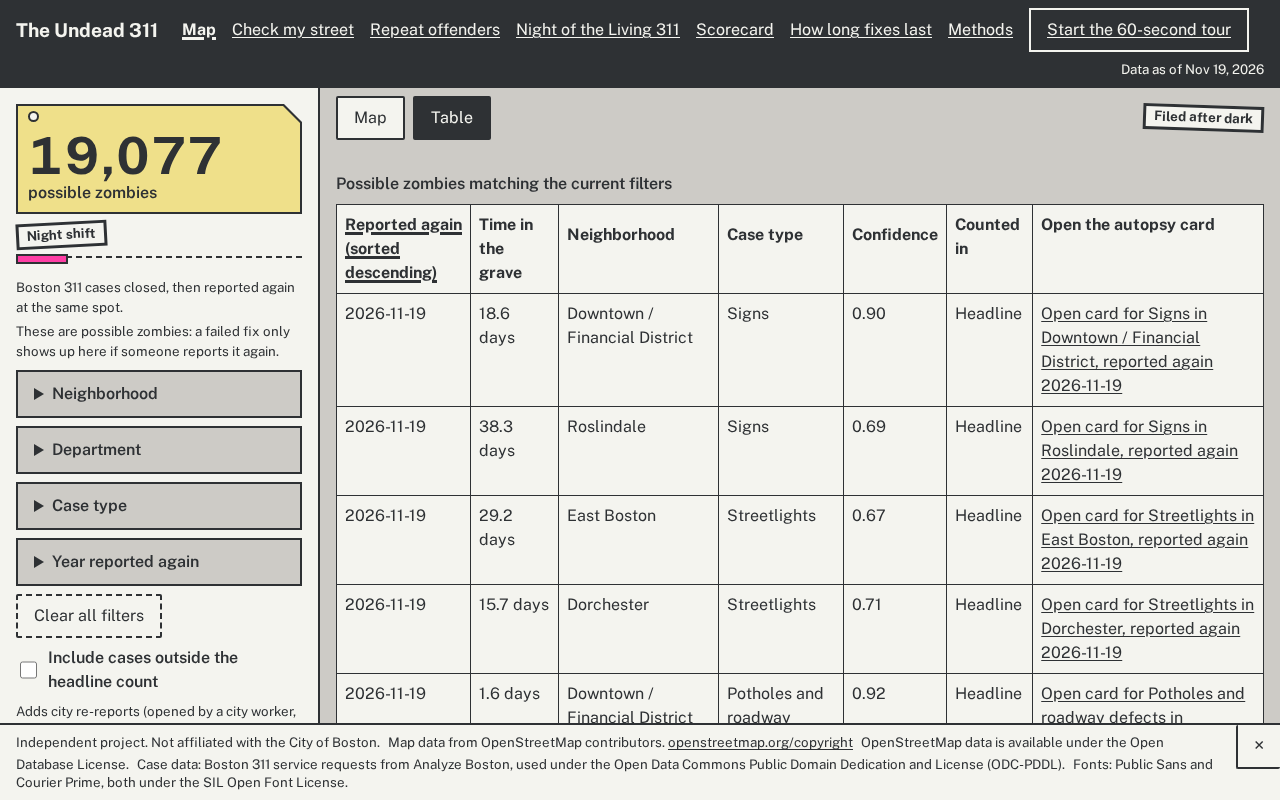 The Undead 311 Map Check my street Repeat offenders Night of the Living 311 Scorecard How long fixes last Methods Start the 60-second tour
Data as of Nov 19, 2026
19,077
possible zombies
Night shift
Boston 311 cases closed, then reported again
at the same spot.
These are possible zombies: a failed fix only
shows up here if someone reports it again.
Neighborhood
Department
Case type
Year reported again
Clear all filters
Include cases outside the
headline count
Adds city re-reports (opened by a city worker,
Map Table Filed after dark
Possible zombies matching the current filters
Reported again (sorted descending) Time in the grave Neighborhood Case type Confidence Counted in Open the autopsy card
2026-11-19 18.6 days Downtown / Financial District Signs 0.90 Headline Open card for Signs in Downtown / Financial District, reported again 2026-11-19
2026-11-19 38.3 days Roslindale Signs 0.69 Headline Open card for Signs in Roslindale, reported again 2026-11-19
2026-11-19 29.2 days East Boston Streetlights 0.67 Headline Open card for Streetlights in East Boston, reported again 2026-11-19
2026-11-19 15.7 days Dorchester Streetlights 0.71 Headline Open card for Streetlights in Dorchester, reported again 2026-11-19
2026-11-19 1.6 days Downtown / Financial District Potholes and roadway 0.92 Headline Open card for Potholes and roadway defects in
Independent project. Not affiliated with the City of Boston. Map data from OpenStreetMap contributors. openstreetmap.org/copyright OpenStreetMap data is available under the Open
Database License. Case data: Boston 311 service requests from Analyze Boston, used under the Open Data Commons Public Domain Dedication and License (ODC-PDDL). Fonts: Public Sans and
Courier Prime, both under the SIL Open Font License.
×